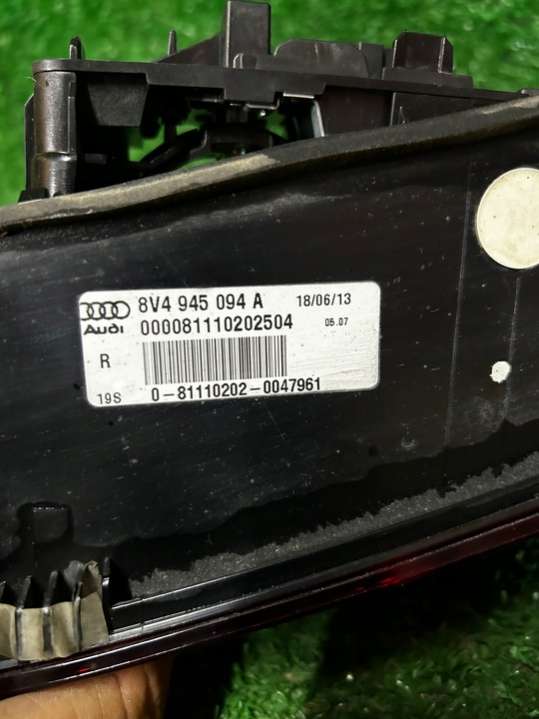 8V4 945 094 A 18/06/13
Audi 000081110202504 05.07
R
19S 0-81110202-0047961